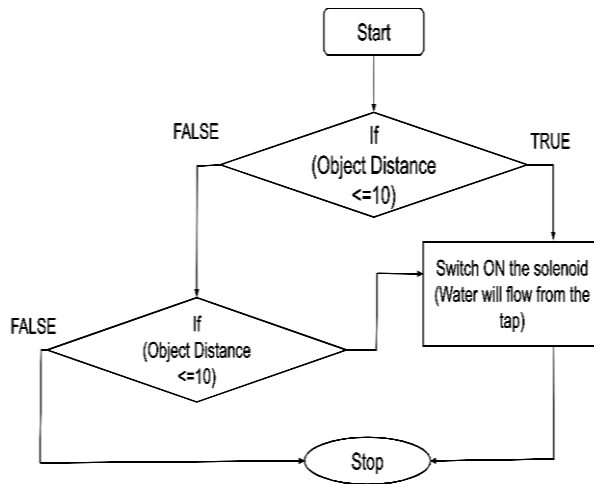 Start
FALSE
If
(Object Distance
<=10)
TRUE
Switch ON the solenoid
(Water will flow from the
tap)
FALSE
If
(Object Distance
<=10)
Stop